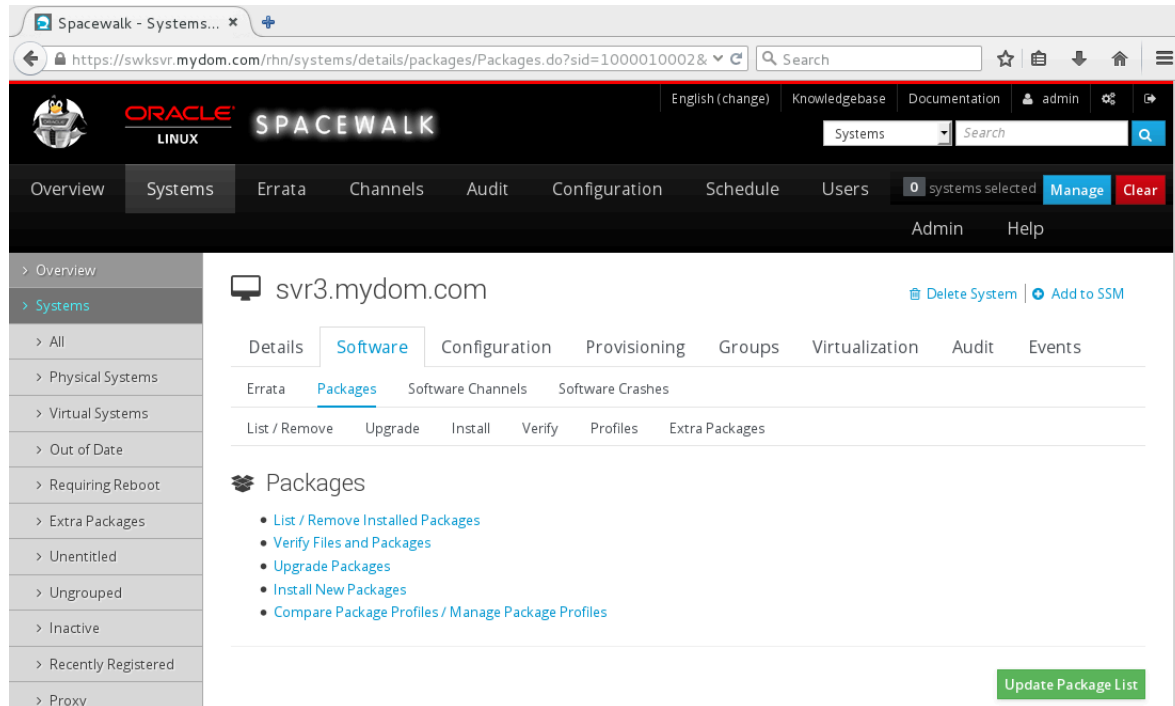 Spacewalk - Systems...
https://swksvr.mydom.com/rhn/systems/details/packages/Packages.do?sid=1000010002& Search
English (change) Knowledgebase Documentation admin
ORACLE
LINUX
SPACEWALK
Systems Search
Overview Systems Errata Channels Audit Configuration Schedule Users 0 systems selected Manage Clear
Admin Help
> Overview
> Systems
> All
> Physical Systems
> Virtual Systems
> Out of Date
> Requiring Reboot
> Extra Packages
> Unentitled
> Ungrouped
> Inactive
> Recently Registered
> Proxy
svr3.mydom.com
Delete System | Add to SSM
Details Software Configuration Provisioning Groups Virtualization Audit Events
Errata Packages Software Channels Software Crashes
List / Remove Upgrade Install Verify Profiles Extra Packages
Packages
• List / Remove Installed Packages
• Verify Files and Packages
• Upgrade Packages
• Install New Packages
• Compare Package Profiles / Manage Package Profiles
Update Package List